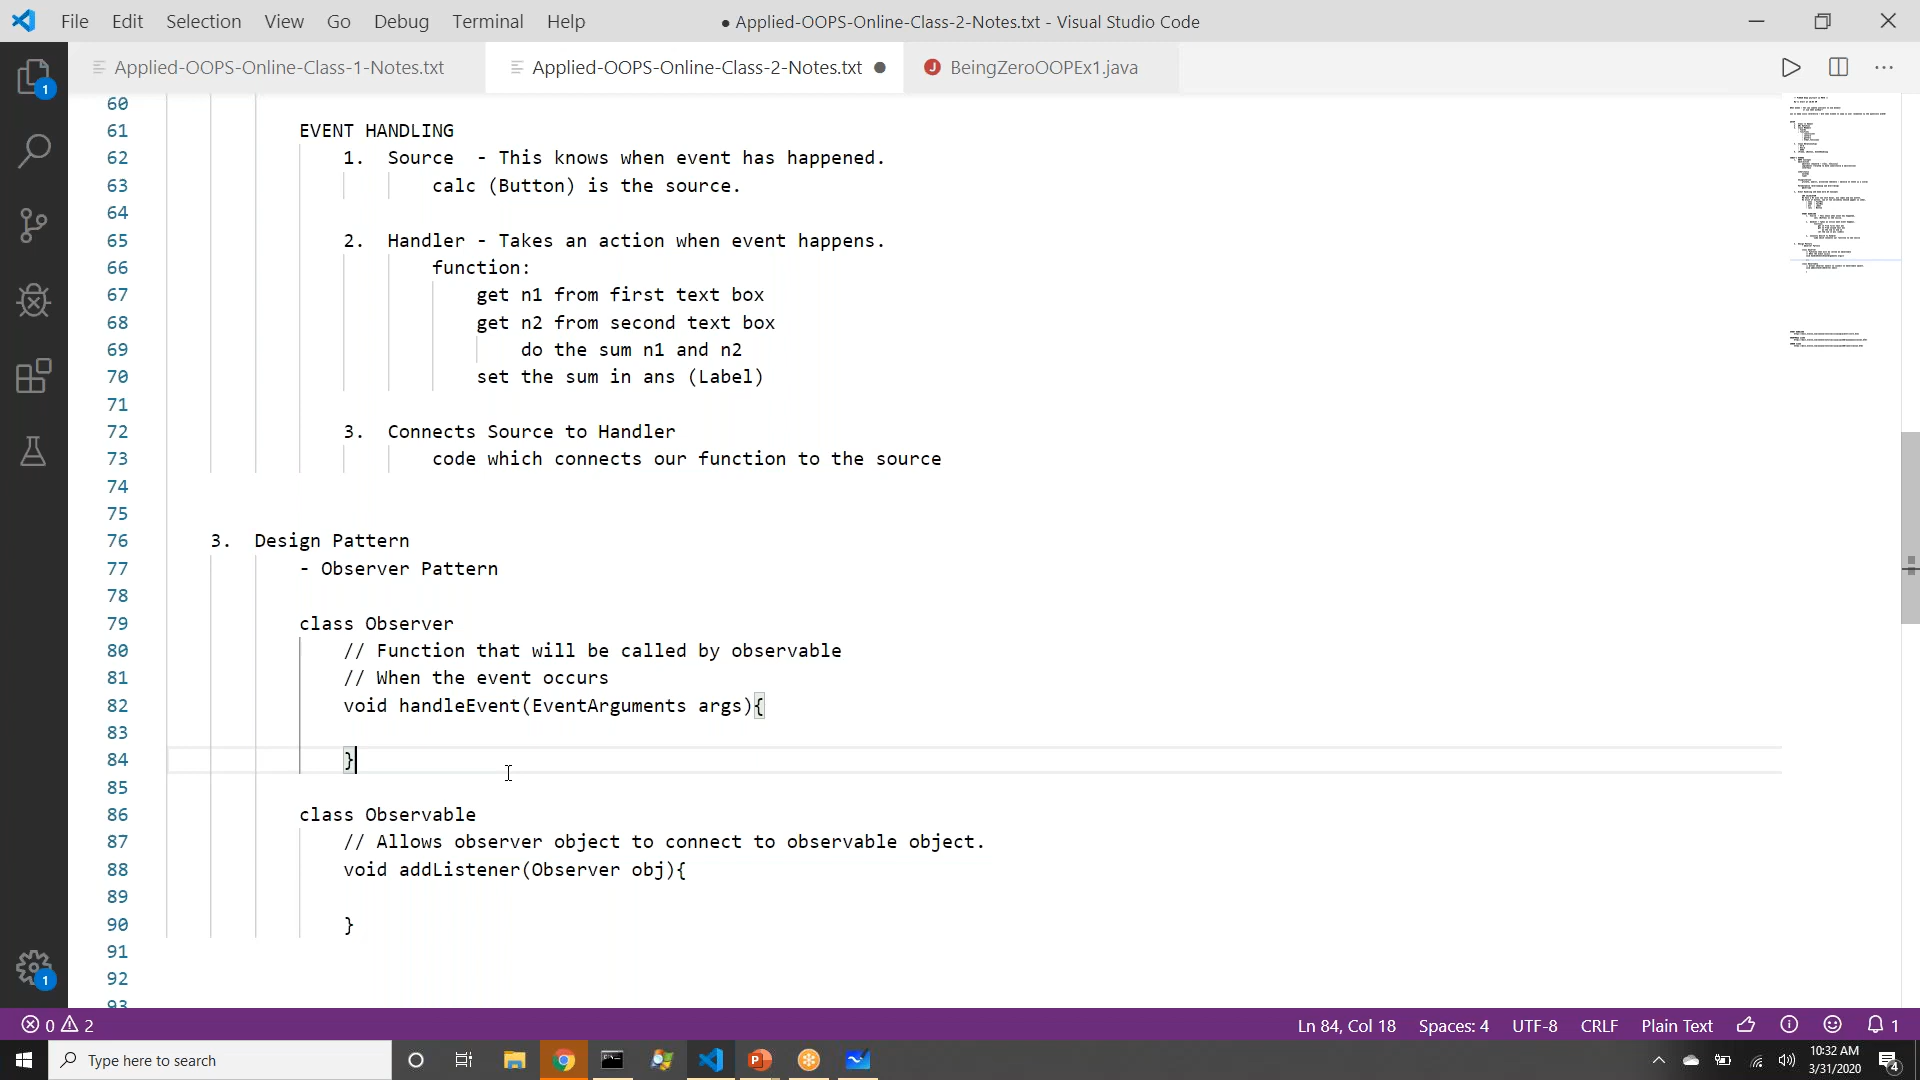 File Edit Selection View Go Debug Terminal Help
● Applied-OOPS-Online-Class-2-Notes.txt - Visual Studio Code
Applied-OOPS-Online-Class-1-Notes.txt
Applied-OOPS-Online-Class-2-Notes.txt ●
J BeingZeroOOPEx1.java
60
61 EVENT HANDLING
62 1. Source - This knows when event has happened.
63 calc (Button) is the source.
64
65 2. Handler - Takes an action when event happens.
66 function:
67 get n1 from first text box
68 get n2 from second text box
69 do the sum n1 and n2
70 set the sum in ans (Label)
71
72 3. Connects Source to Handler
73 code which connects our function to the source
74
75
76 3. Design Pattern
77 - Observer Pattern
78
79 class Observer
80 // Function that will be called by observable
81 // When the event occurs
82 void handleEvent(EventArguments args){
83
84 }
85
86 class Observable
87 // Allows observer object to connect to observable object.
88 void addListener(Observer obj){
89
90 }
91
92
93
1
1
0 2
Ln 84, Col 18 Spaces: 4 UTF-8 CRLF Plain Text 1
Type here to search
10:32 AM
3/31/2020
4